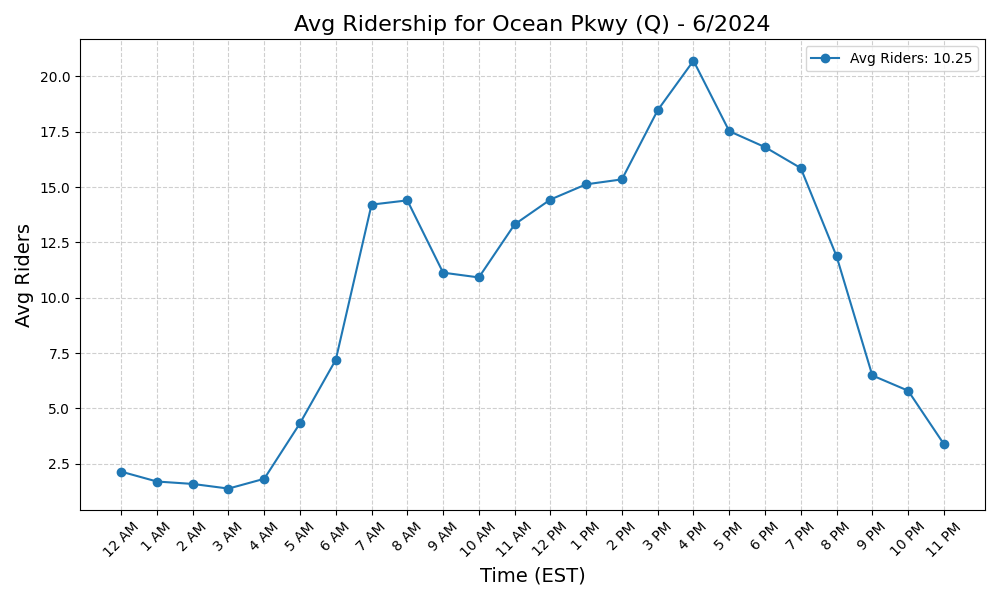 Avg Ridership for Ocean Pkwy (Q) - 6/2024
Avg Riders: 10.25
Avg Riders
20.0
17.5
15.0
12.5
10.0
7.5
5.0
2.5
12 AM
1 AM
2 AM
3 AM
4 AM
5 AM
6 AM
7 AM
8 AM
9 AM
10 AM
11 AM
12 PM
1 PM
2 PM
3 PM
4 PM
5 PM
6 PM
7 PM
8 PM
9 PM
10 PM
11 PM
Time (EST)